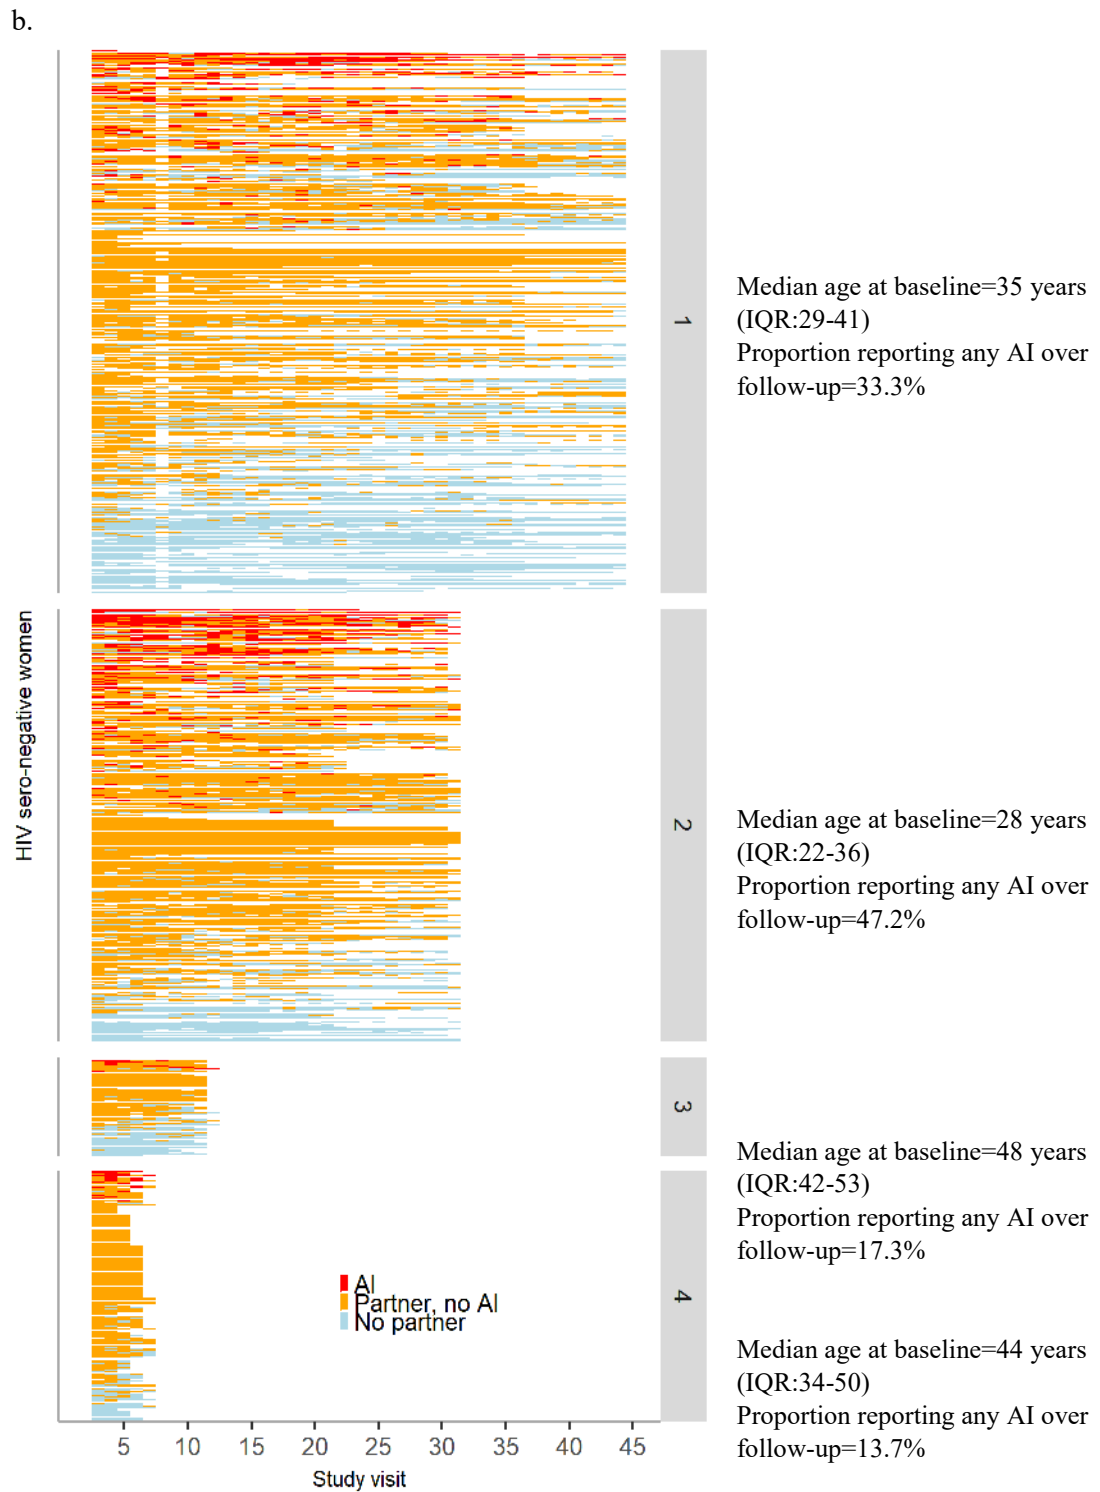 b.
HIV sero-negative women
1
Median age at baseline=35 years
(IQR:29-41)
Proportion reporting any AI over
follow-up=33.3%
2
Median age at baseline=28 years
(IQR:22-36)
Proportion reporting any AI over
follow-up=47.2%
3
Median age at baseline=48 years
(IQR:42-53)
Proportion reporting any AI over
follow-up=17.3%
4
Median age at baseline=44 years
(IQR:34-50)
Proportion reporting any AI over
follow-up=13.7%
AI
Partner, no AI
No partner
5 10 15 20 25 30 35 40 45
Study visit